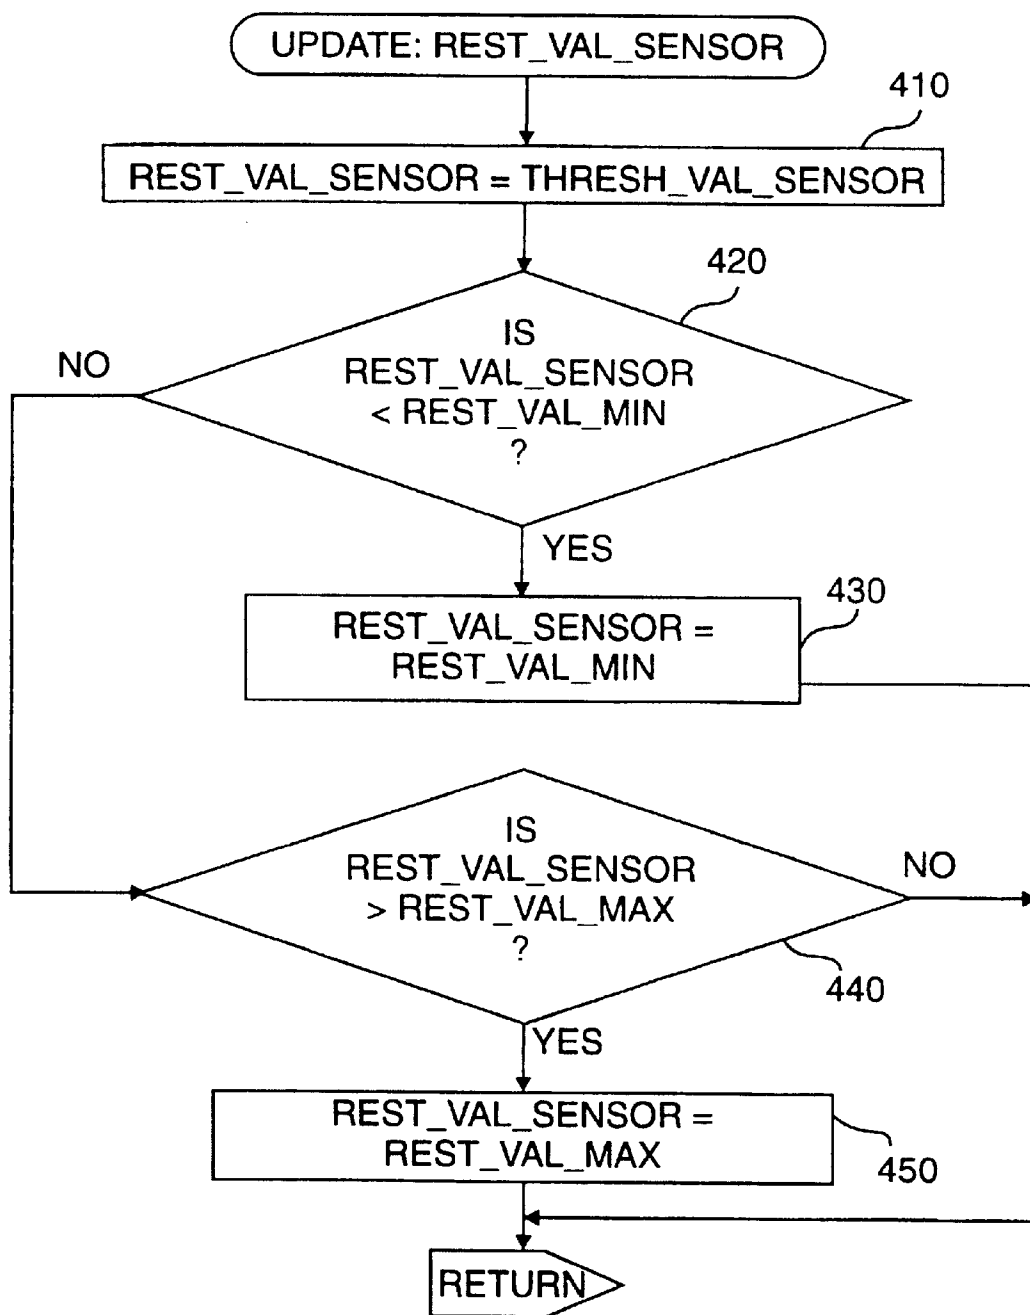 UPDATE: REST_VAL_SENSOR
410
REST_VAL_SENSOR = THRESH_VAL_SENSOR
420
IS
REST_VAL_SENSOR
< REST_VAL_MIN
?
NO
YES
430
REST_VAL_SENSOR =
REST_VAL_MIN
IS
REST_VAL_SENSOR
> REST_VAL_MAX
?
NO
440
YES
REST_VAL_SENSOR =
REST_VAL_MAX
450
RETURN